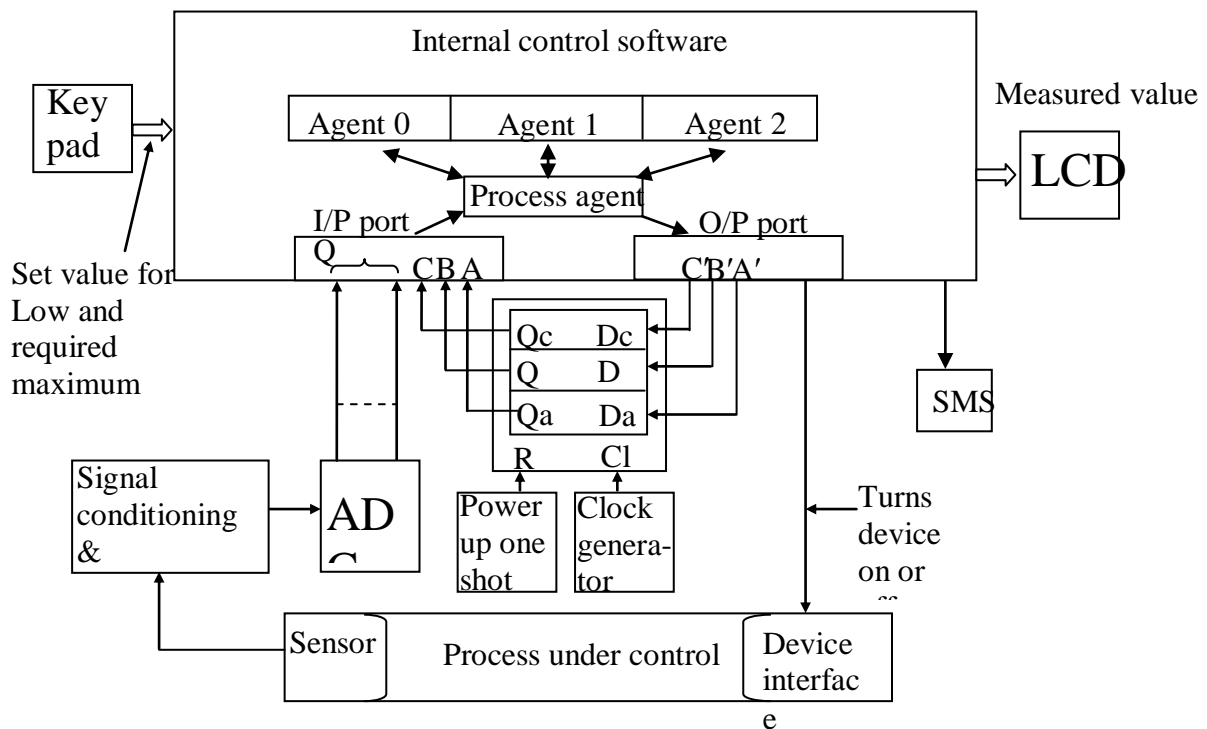 Internal control software
Key
pad
Agent 0 Agent 1 Agent 2
Process agent
I/P port
Q
C B A
O/P port
C' B' A'
Measured value
LCD
Set value for
Low and
required
maximum
Qc Dc
Q D
Qa Da
R Cl
SMS
Signal
conditioning
&
AD
Power
up one
shot
Clock
genera-
tor
Turns
device
on or
Sensor
Process under control
Device
interfac
e